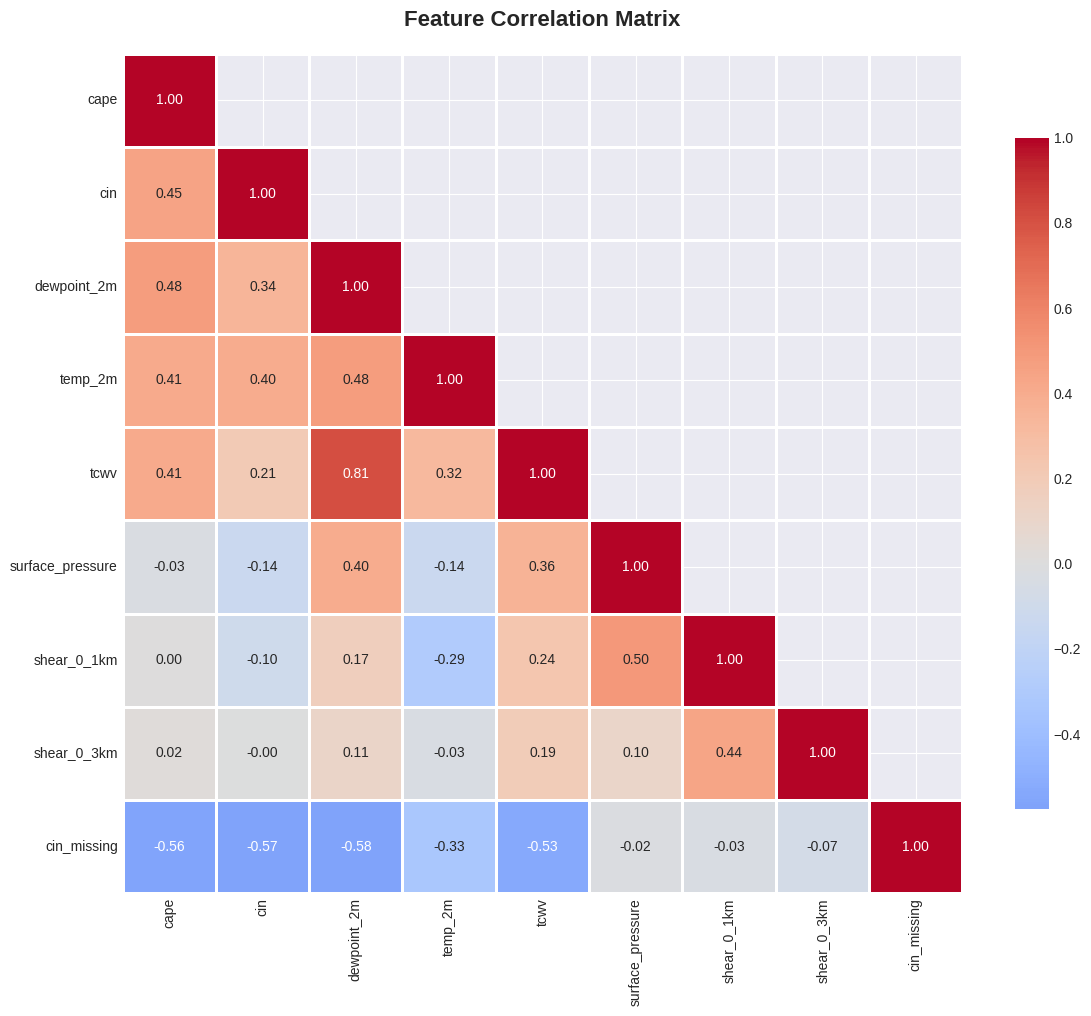 Feature Correlation Matrix
cape 1.00
cin 0.45 1.00
dewpoint_2m 0.48 0.34 1.00
temp_2m 0.41 0.40 0.48 1.00
tcwv 0.41 0.21 0.81 0.32 1.00
surface_pressure -0.03 -0.14 0.40 -0.14 0.36 1.00
shear_0_1km 0.00 -0.10 0.17 -0.29 0.24 0.50 1.00
shear_0_3km 0.02 -0.00 0.11 -0.03 0.19 0.10 0.44 1.00
cin_missing -0.56 -0.57 -0.58 -0.33 -0.53 -0.02 -0.03 -0.07 1.00
cape cin dewpoint_2m temp_2m tcwv surface_pressure shear_0_1km shear_0_3km cin_missing
1.0
0.8
0.6
0.4
0.2
0.0
−0.2
−0.4